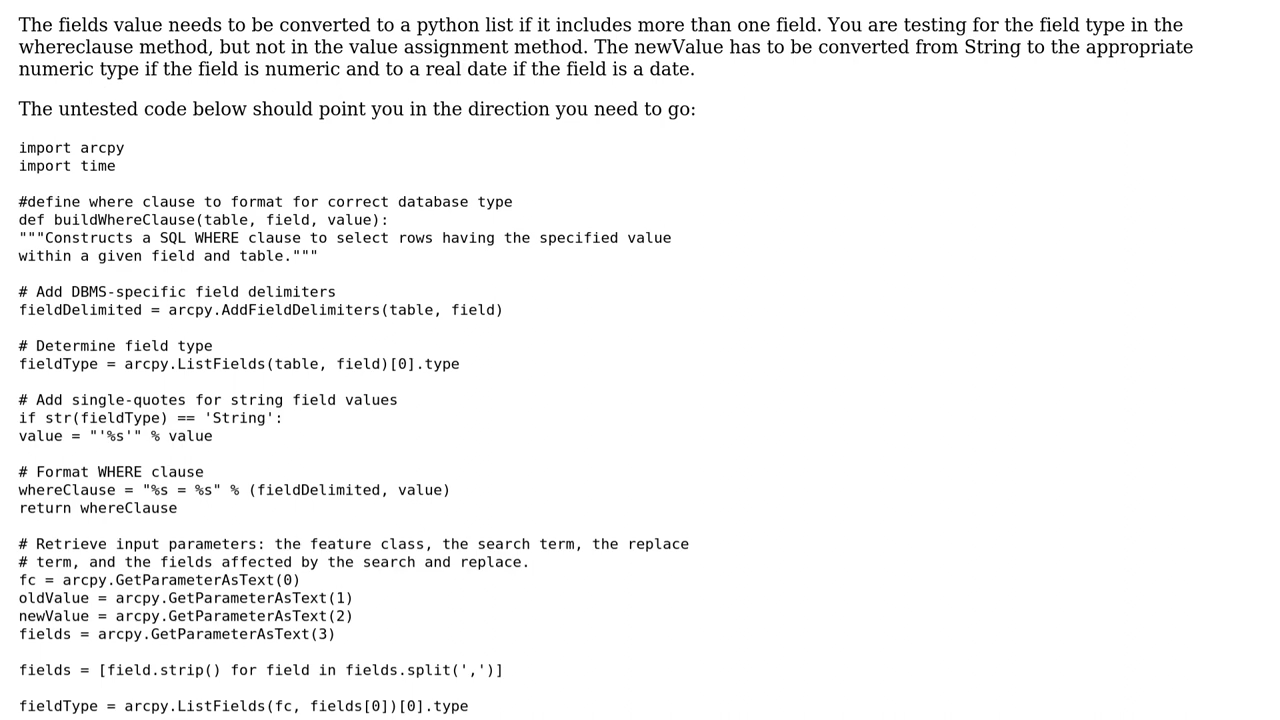 The fields value needs to be converted to a python list if it includes more than one field. You are testing for the field type in the
whereclause method, but not in the value assignment method. The newValue has to be converted from String to the appropriate
numeric type if the field is numeric and to a real date if the field is a date.
The untested code below should point you in the direction you need to go:
import arcpy
import time
#define where clause to format for correct database type
def buildWhereClause(table, field, value):
"""Constructs a SQL WHERE clause to select rows having the specified value
within a given field and table."""
# Add DBMS-specific field delimiters
fieldDelimited = arcpy.AddFieldDelimiters(table, field)
# Determine field type
fieldType = arcpy.ListFields(table, field)[0].type
# Add single-quotes for string field values
if str(fieldType) == 'String':
value = "'%s'" % value
# Format WHERE clause
whereClause = "%s = %s" % (fieldDelimited, value)
return whereClause
# Retrieve input parameters: the feature class, the search term, the replace
# term, and the fields affected by the search and replace.
fc = arcpy.GetParameterAsText(0)
oldValue = arcpy.GetParameterAsText(1)
newValue = arcpy.GetParameterAsText(2)
fields = arcpy.GetParameterAsText(3)
fields = [field.strip() for field in fields.split(',')]
fieldType = arcpy.ListFields(fc, fields[0])[0].type